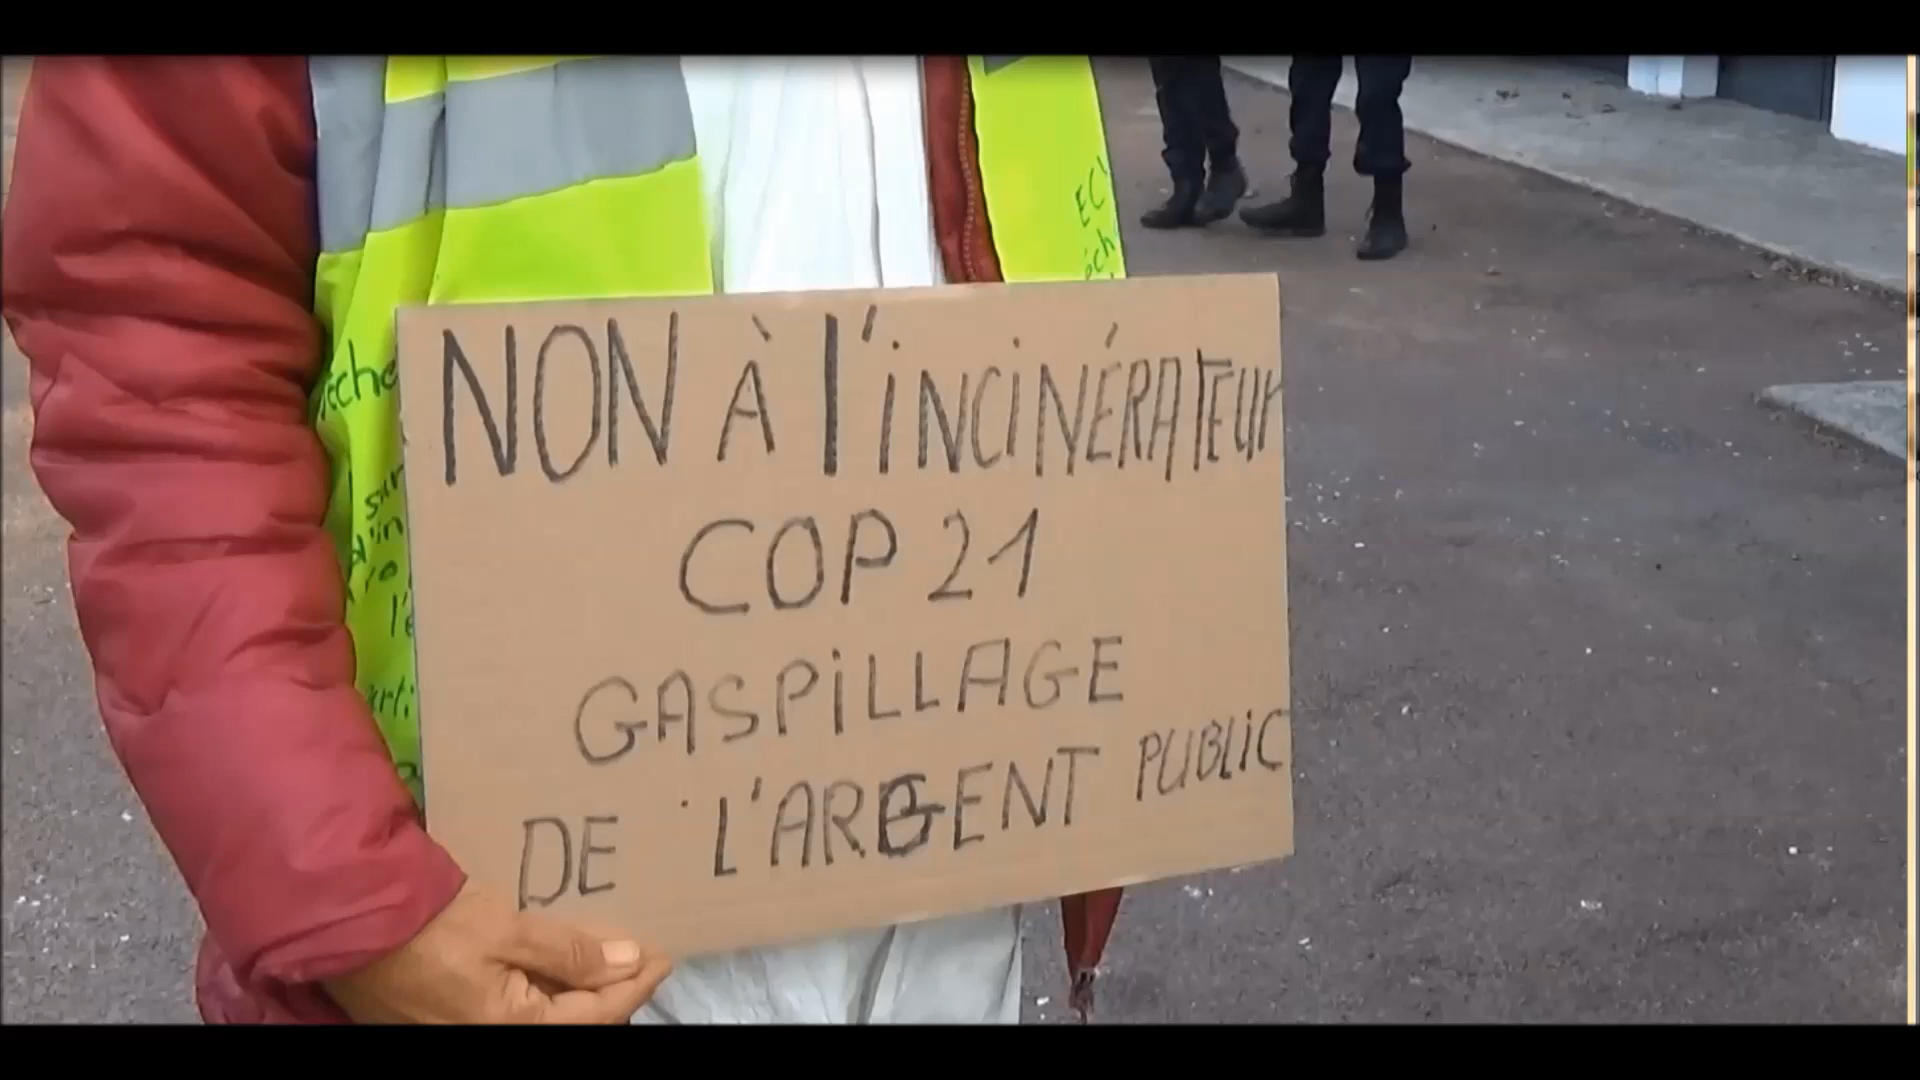 NON À l'iNCiNÉRATEUr
COP 21
GASPiLLAGE
DE L'ARGENT PUBLiC